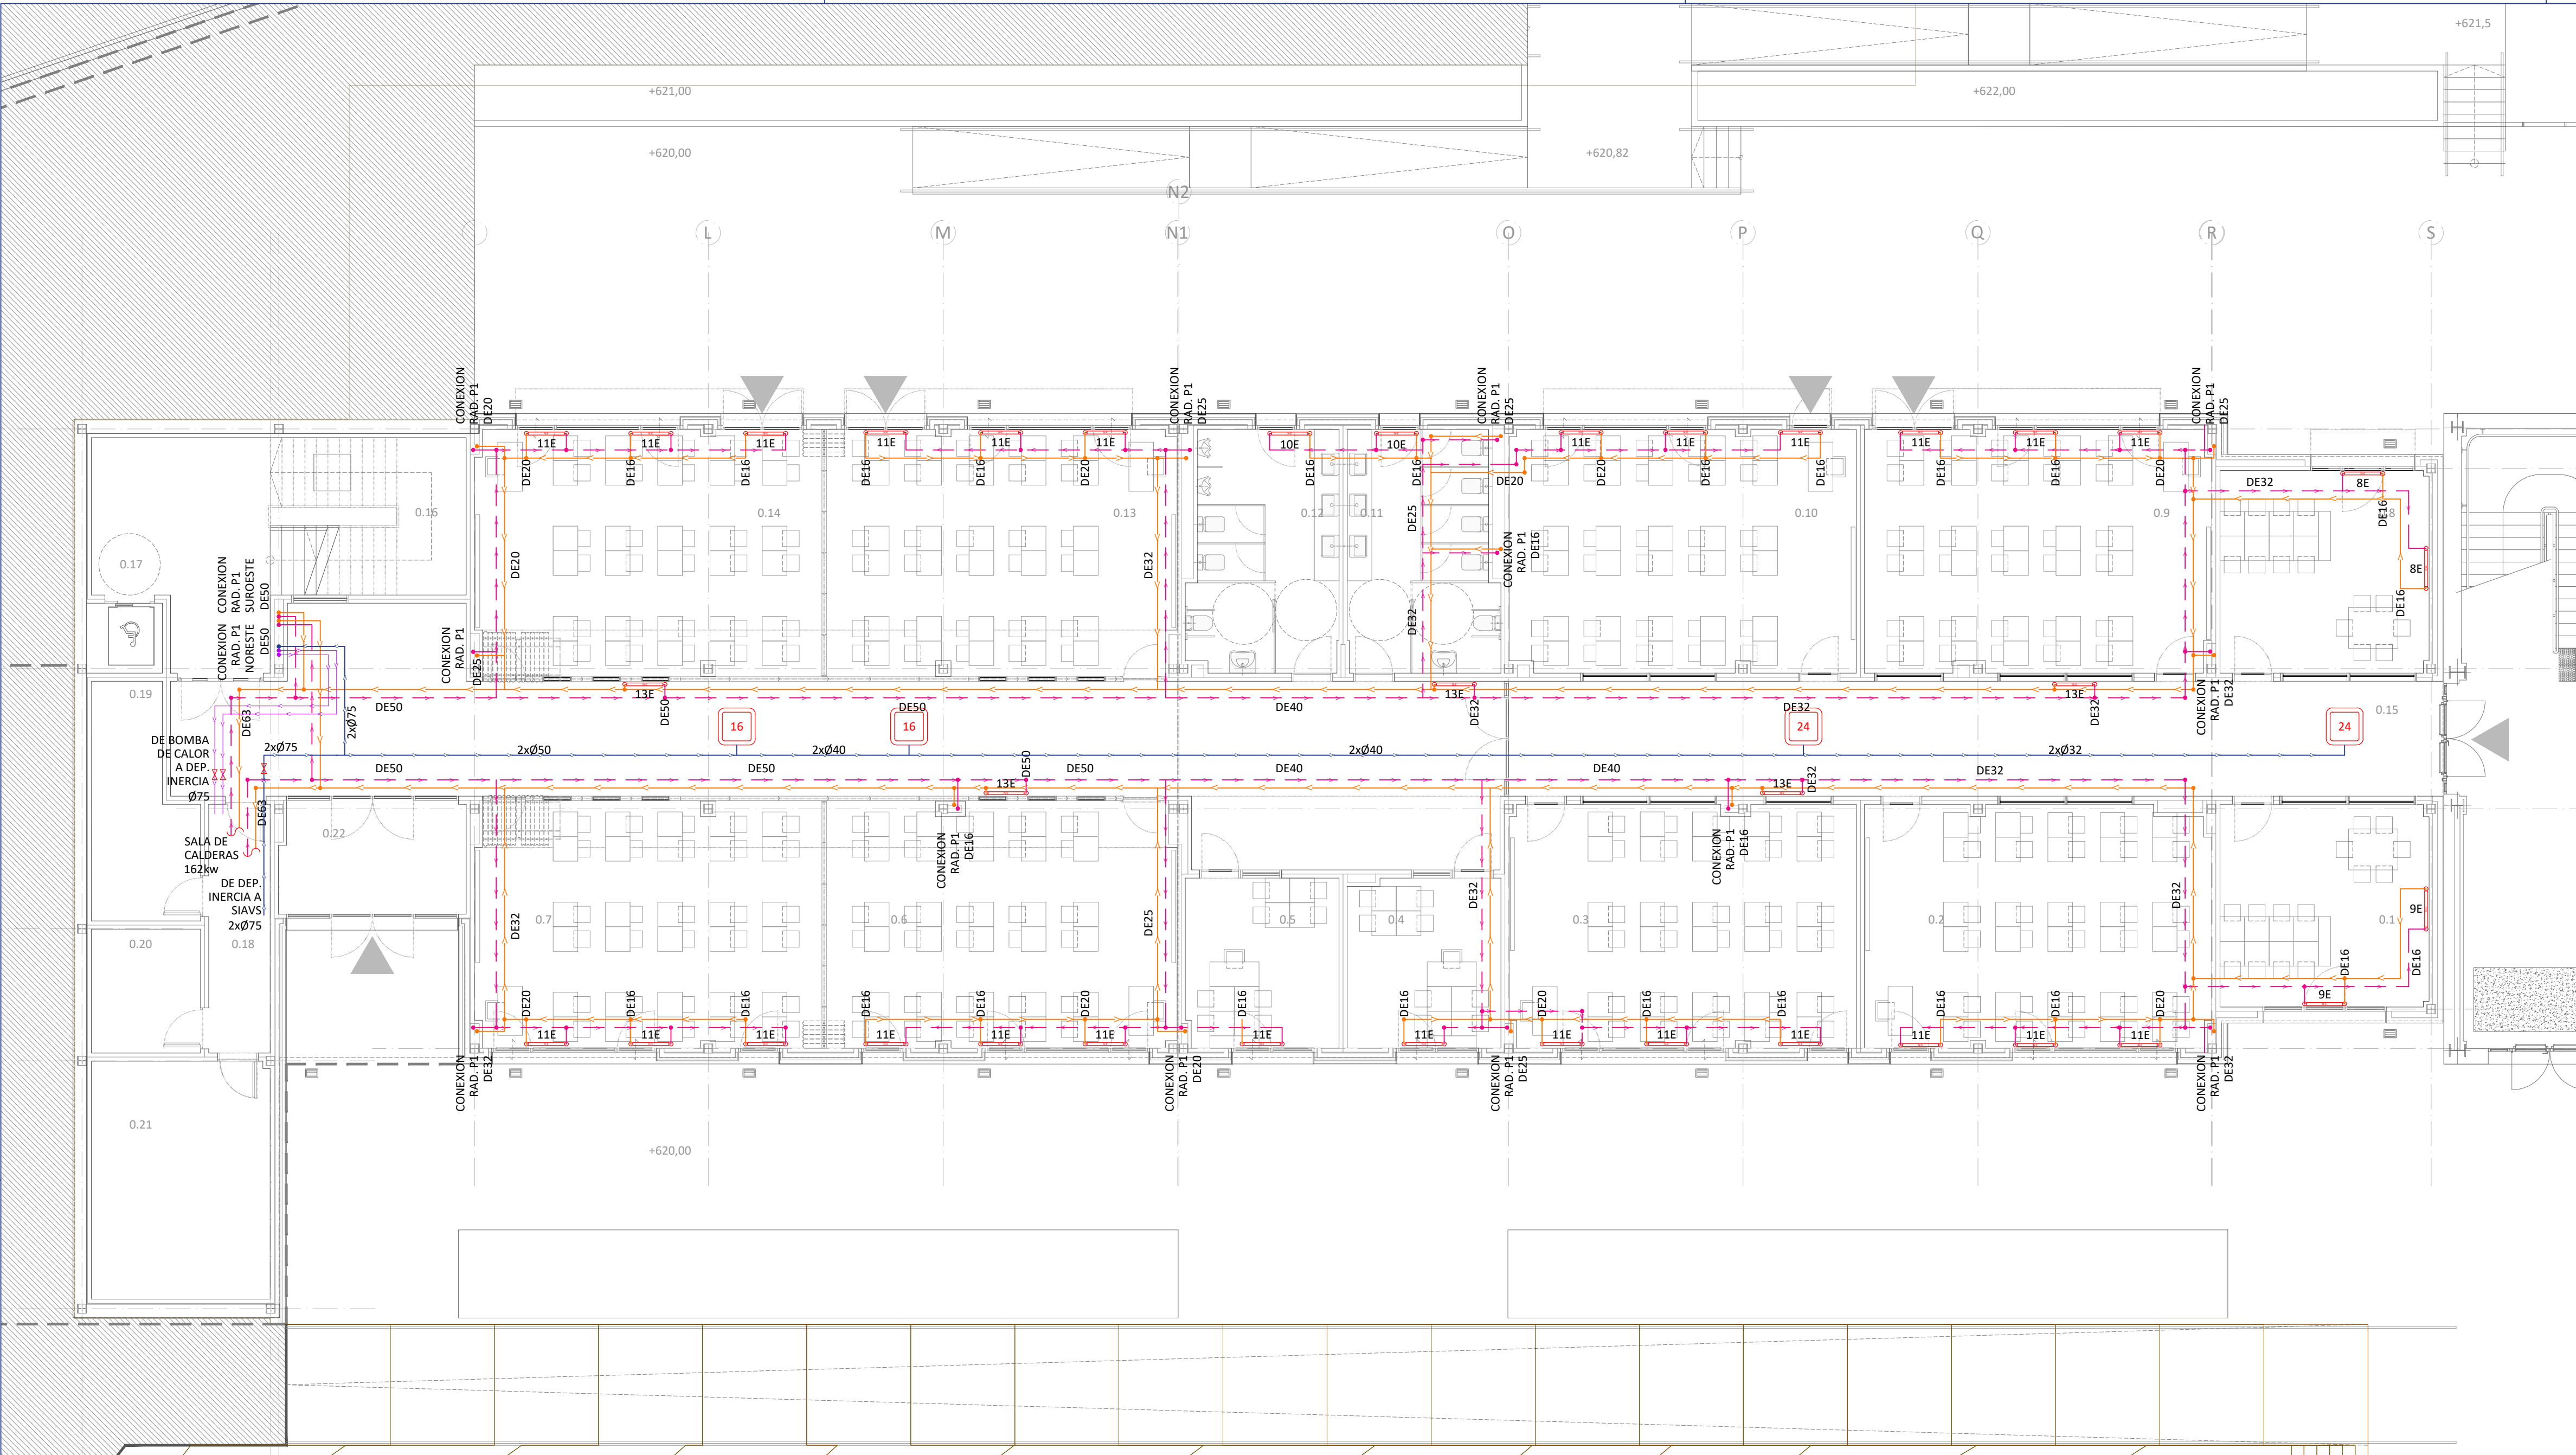 +621,5
+621,00
+622,00
+620,00
+620,82
N2
L
M
N1
O
P
Q
R
S
CONEXION
RAD. P1
DE20
CONEXION
RAD. P1
DE25
CONEXION
RAD. P1
DE25
CONEXION
RAD. P1
DE25
11E
11E
11E
11E
11E
11E
10E
10E
11E
11E
11E
11E
11E
11E
DE20
DE16
DE16
DE16
DE16
DE20
DE16
DE16
DE20
DE20
DE16
DE16
DE16
DE16
DE20
DE32
8E
DE16
0.16
0.14
0.13
0.12
0.11
0.10
0.9
8
DE25
0.17
DE20
DE32
CONEXION
RAD. P1
DE16
8E
DE16
CONEXION
RAD. P1
SUROESTE
DE50
CONEXION
RAD. P1
NORESTE
DE50
CONEXION
RAD. P1
DE25
DE32
0.19
13E
13E
13E
DE50
DE50
DE50
DE40
DE32
DE32
DE32
CONEXION
RAD. P1
DE32
0.15
DE63
2xØ75
16
16
24
24
DE BOMBA
DE CALOR
A DEP.
INERCIA
Ø75
2xØ75
2xØ50
2xØ40
2xØ40
2xØ32
DE50
DE50
DE50
DE50
DE40
DE40
DE32
13E
13E
DE32
DE63
0.22
SALA DE
CALDERAS
162kw
CONEXION
RAD. P1
DE16
CONEXION
RAD. P1
DE16
DE DEP.
INERCIA A
SIAVS
2xØ75
0.20
0.18
0.7
DE32
0.6
DE25
0.5
0.4
DE32
0.3
0.2
DE32
0.1
9E
DE16
DE16
9E
DE20
DE16
DE16
DE16
DE16
DE20
DE16
DE16
DE20
DE16
DE16
DE16
DE16
DE20
11E
11E
11E
11E
11E
11E
11E
11E
11E
11E
11E
11E
11E
11E
CONEXION
RAD. P1
DE32
CONEXION
RAD. P1
DE20
CONEXION
RAD. P1
DE25
CONEXION
RAD. P1
DE32
0.21
+620,00